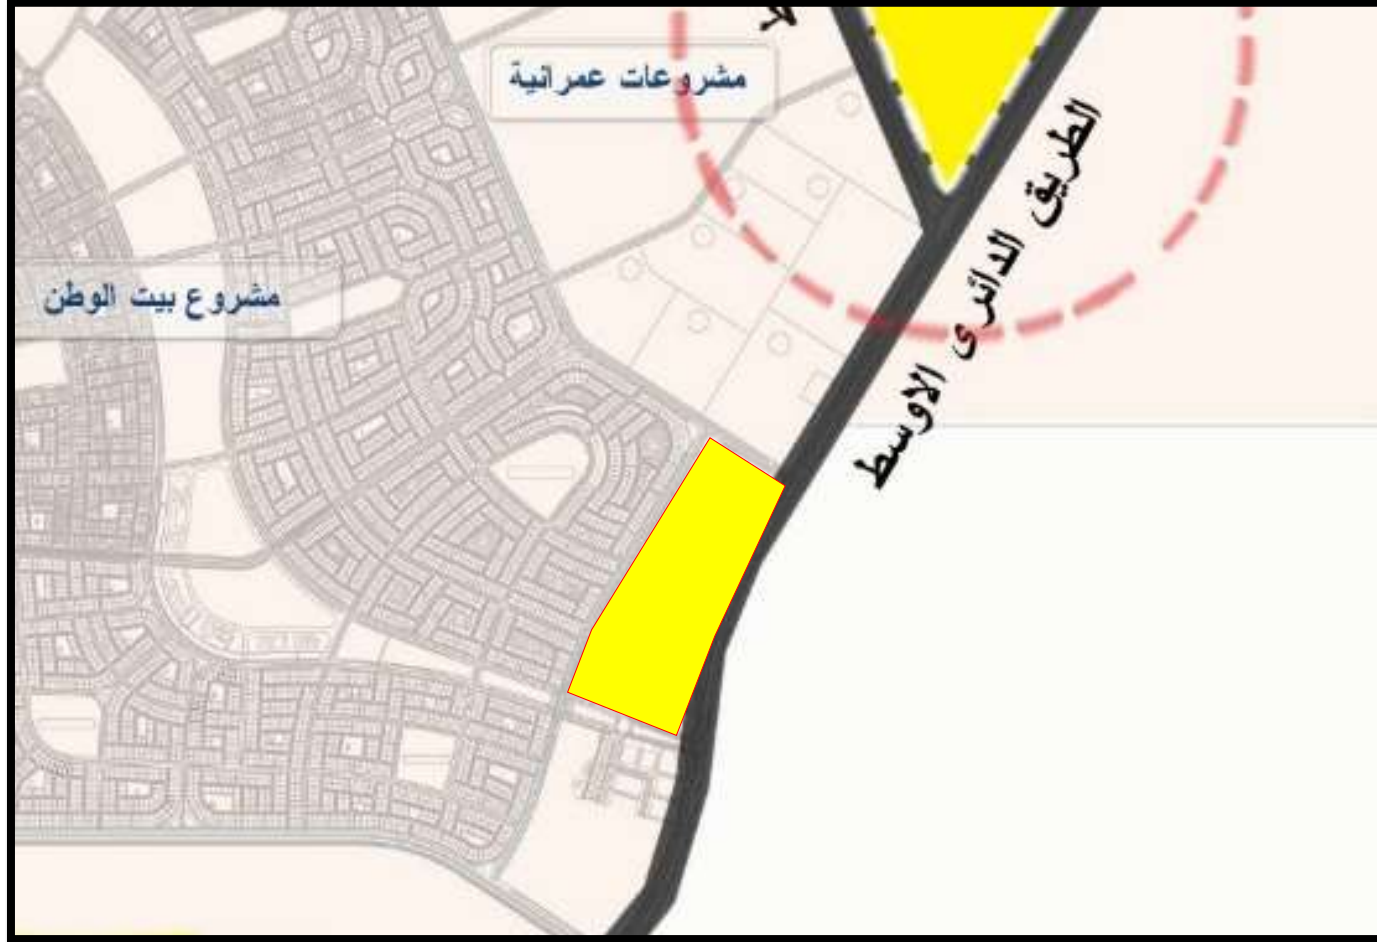 مشروعات عمرانية
مشروع بيت الوطن
الطريق الدائرى الاوسط